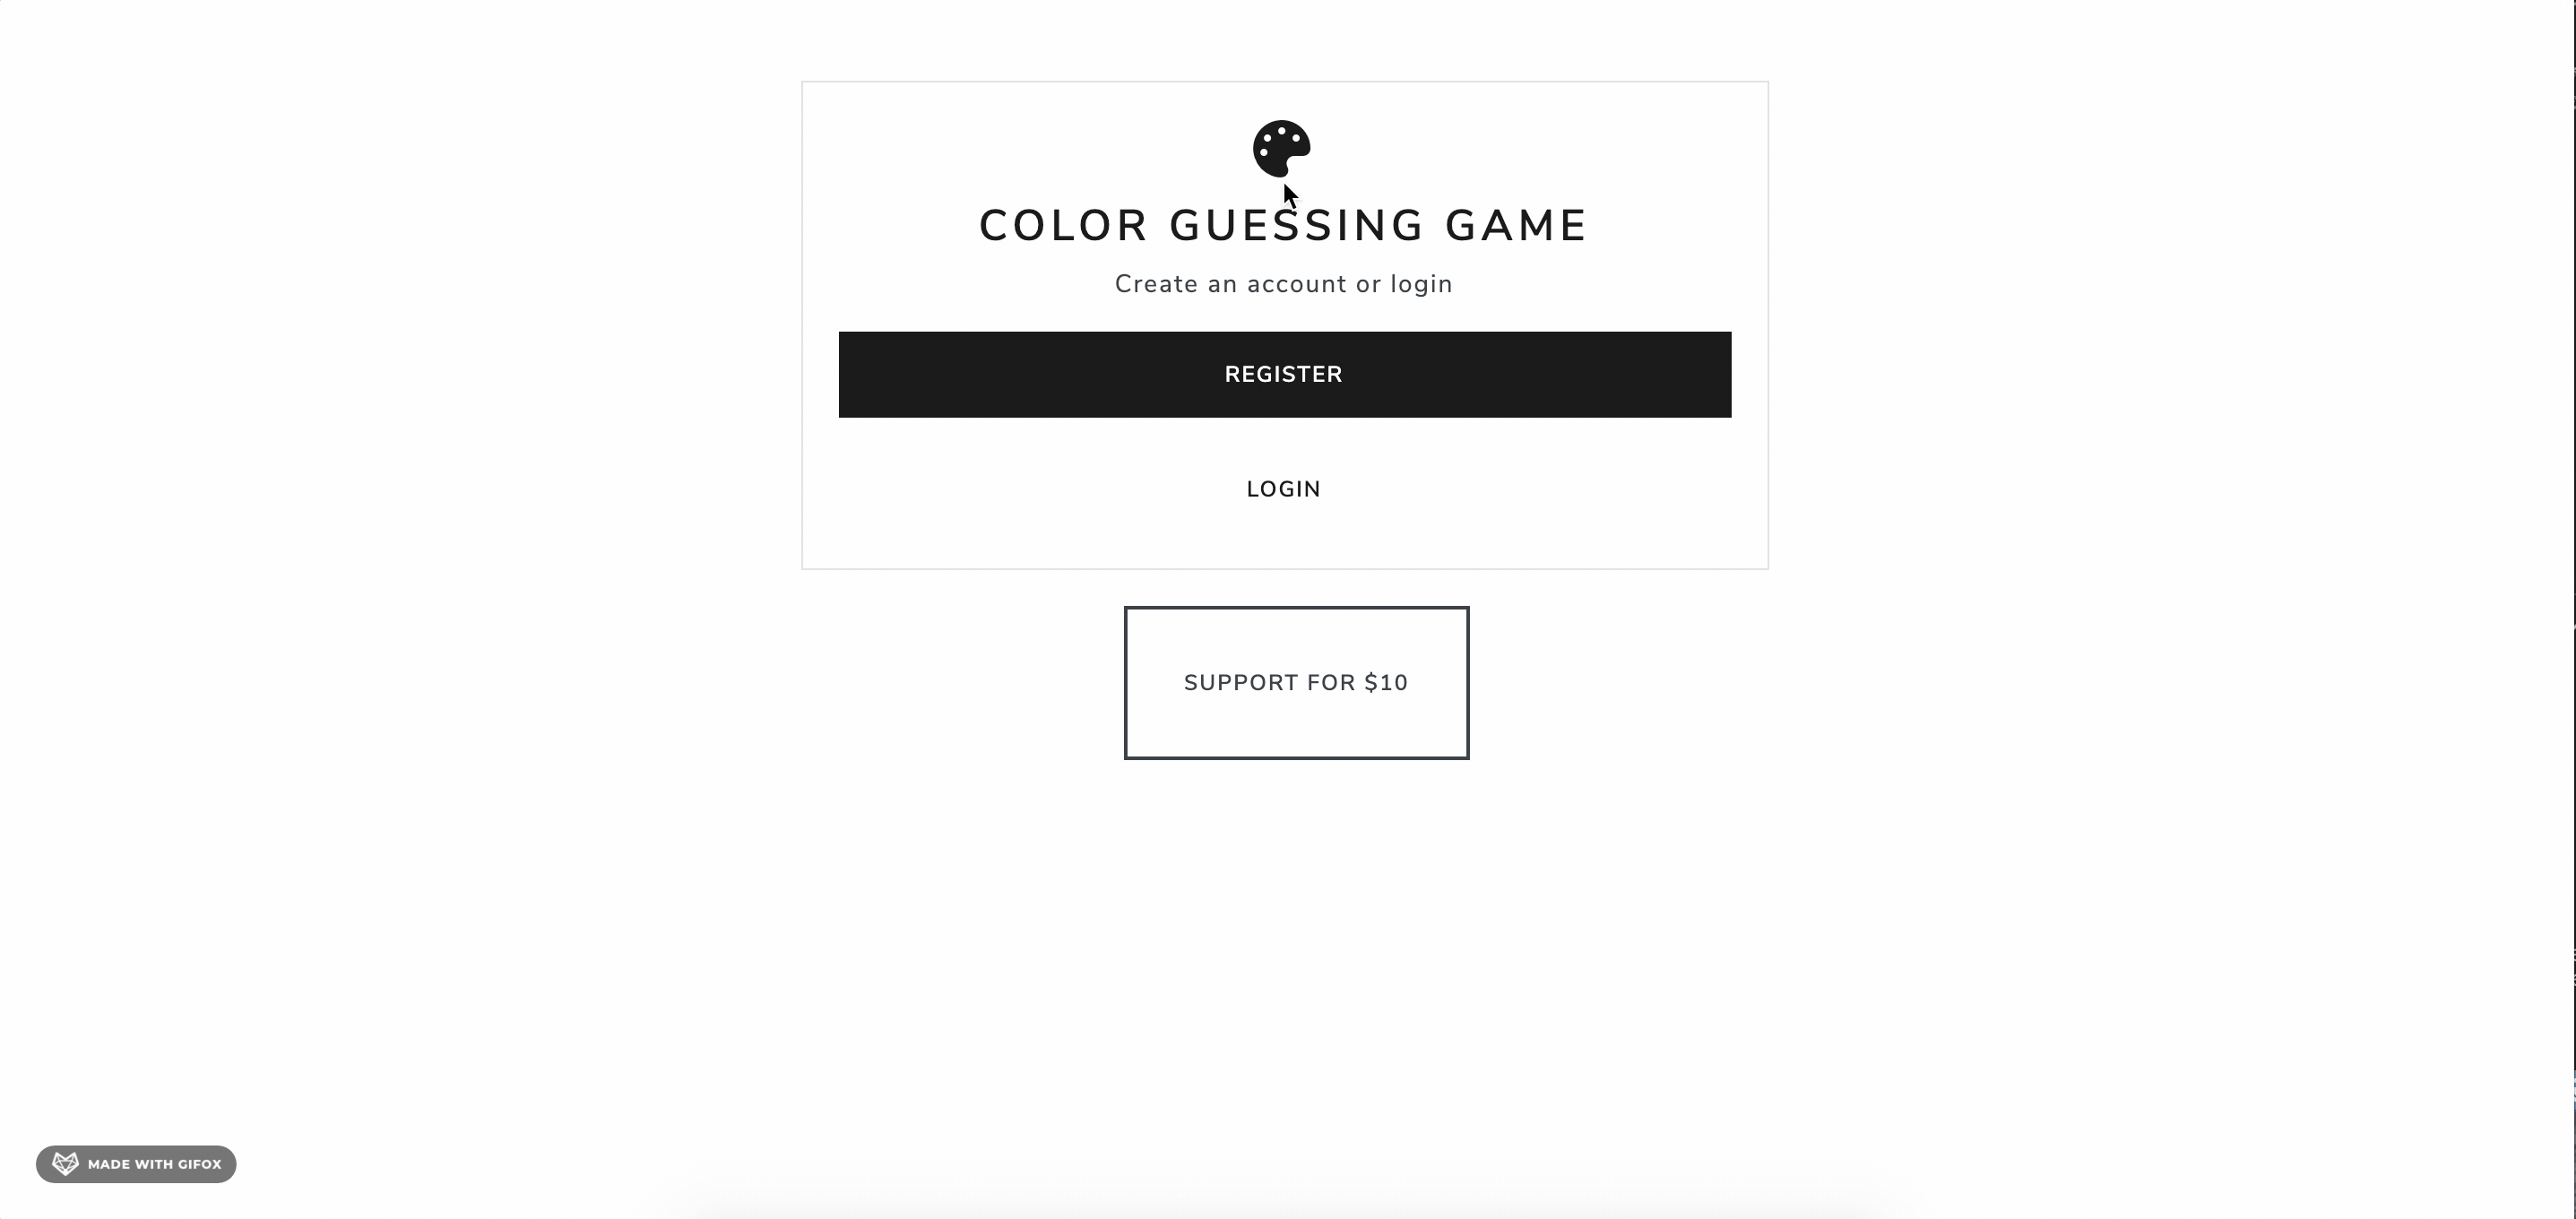 COLOR GUESSING GAME
Create an account or login
REGISTER
LOGIN
SUPPORT FOR $10
MADE WITH GIFOX